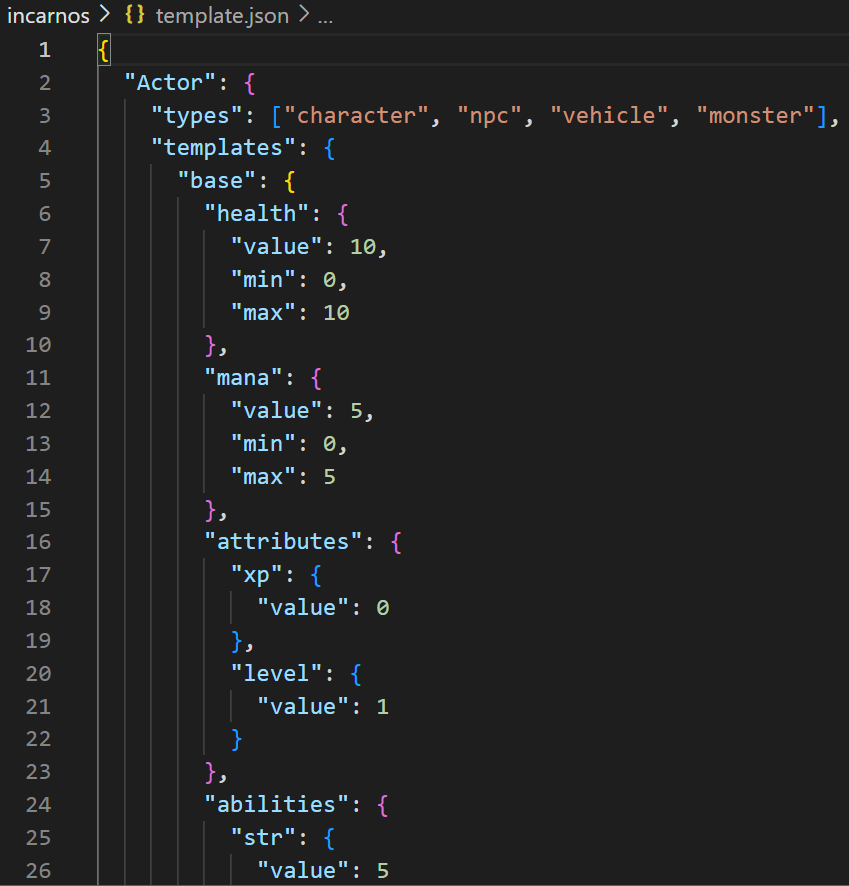 incarnos > {} template.json > ...
1 {
2 "Actor": {
3 "types": ["character", "npc", "vehicle", "monster"],
4 "templates": {
5 "base": {
6 "health": {
7 "value": 10,
8 "min": 0,
9 "max": 10
10 },
11 "mana": {
12 "value": 5,
13 "min": 0,
14 "max": 5
15 },
16 "attributes": {
17 "xp": {
18 "value": 0
19 },
20 "level": {
21 "value": 1
22 }
23 },
24 "abilities": {
25 "str": {
26 "value": 5